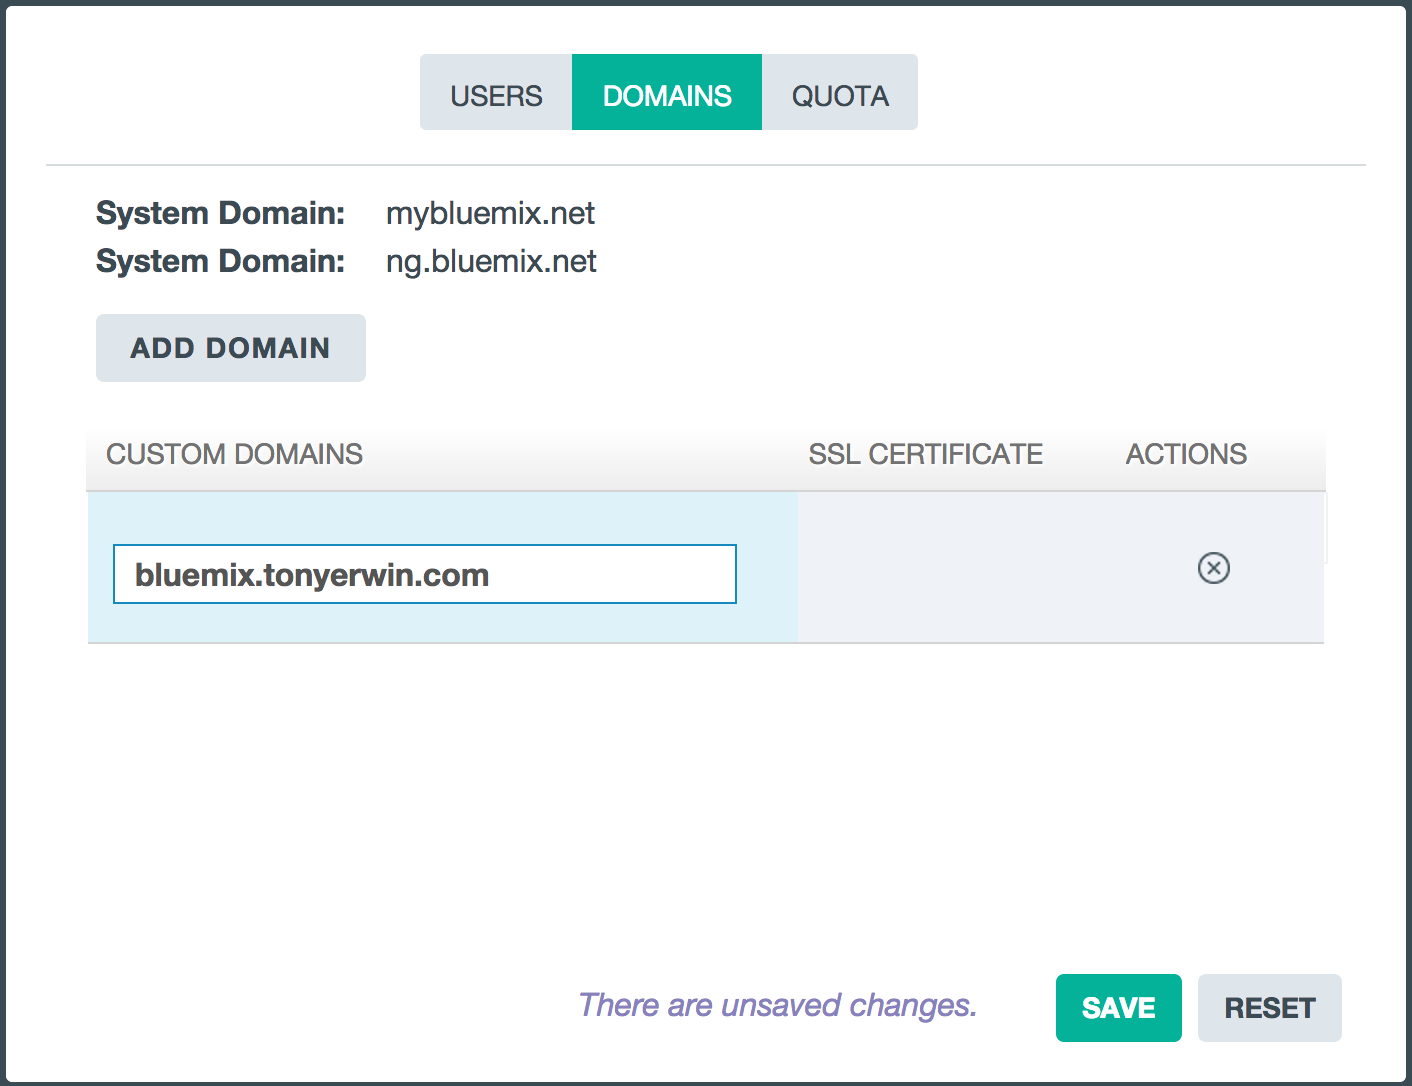 USERS DOMAINS QUOTA
System Domain: mybluemix.net
System Domain: ng.bluemix.net
ADD DOMAIN
CUSTOM DOMAINS SSL CERTIFICATE ACTIONS
bluemix.tonyerwin.com
There are unsaved changes. SAVE RESET